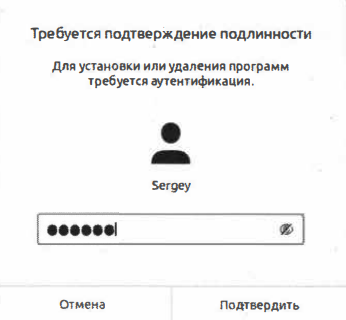 Требуется подтверждение подлинности
Для установки или удаления программ
требуется аутентификация.
Sergey
●●●●●●
Отмена
Подтвердить